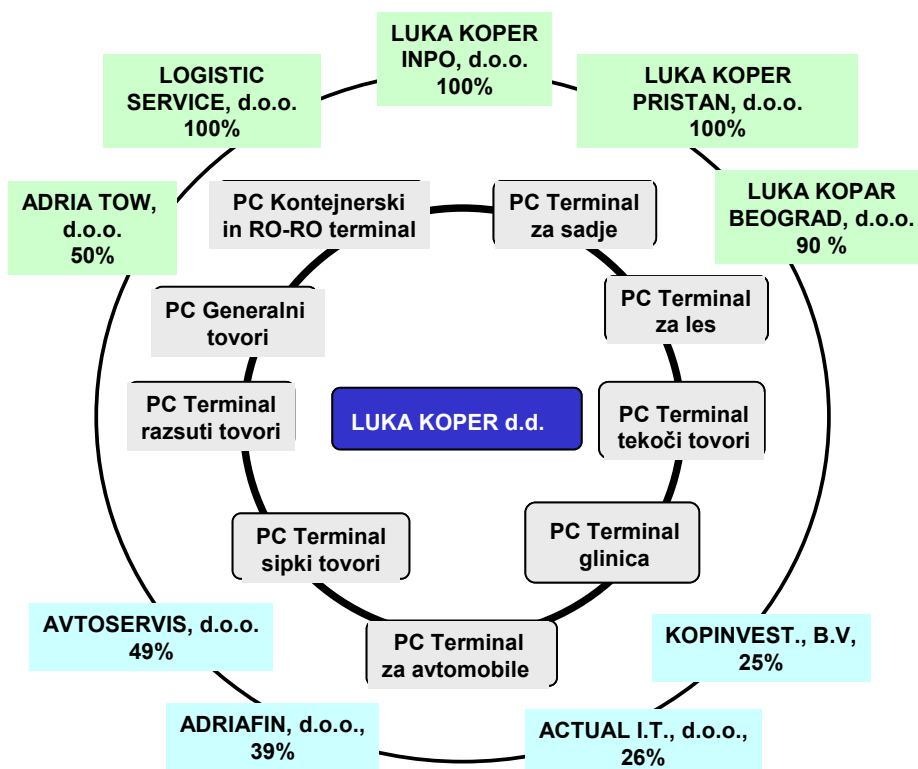 LUKA KOPER
INPO, d.o.o.
100%
LOGISTIC
SERVICE, d.o.o.
100%
LUKA KOPER
PRISTAN, d.o.o.
100%
ADRIA TOW,
d.o.o.
50%
LUKA KOPAR
BEOGRAD, d.o.o.
90 %
PC Kontejnerski
in RO-RO terminal
PC Terminal
za sadje
PC Generalni
tovori
PC Terminal
za les
PC Terminal
razsuti tovori
LUKA KOPER d.d.
PC Terminal
tekoči tovori
PC Terminal
sipki tovori
PC Terminal
glinica
PC Terminal
za avtomobile
AVTOSERVIS, d.o.o.
49%
KOPINVEST., B.V,
25%
ADRIAFIN, d.o.o.,
39%
ACTUAL I.T., d.o.o.,
26%